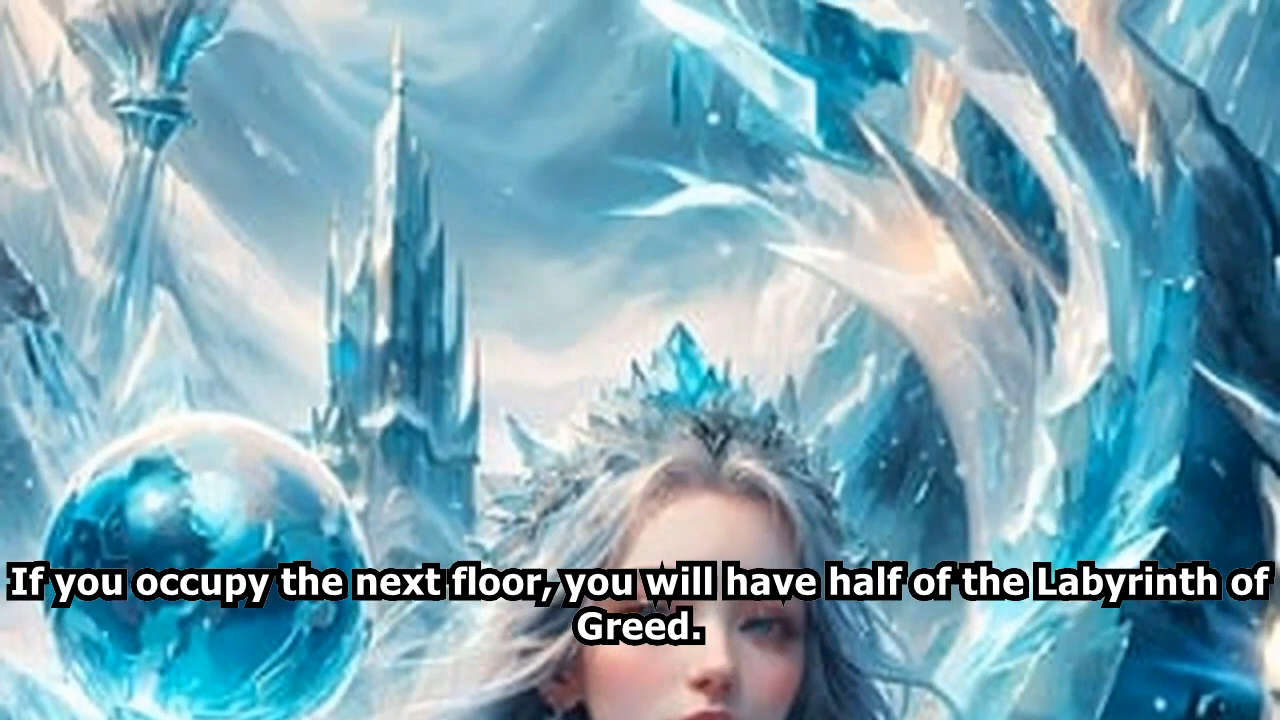 If you occupy the next floor, you will have half of the Labyrinth of
Greed.